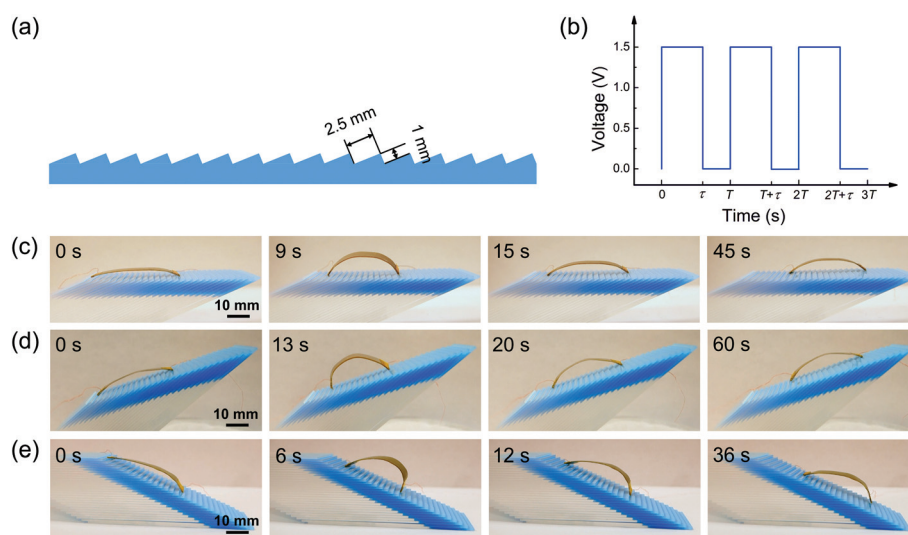 (a)
2.5 mm
1 mm
(b)
Voltage (V)
1.5
1.0
0.5
0.0
0 τ T T+τ 2T 2T+τ 3T
Time (s)
(c)
0 s 9 s 15 s 45 s
10 mm
(d)
0 s 13 s 20 s 60 s
10 mm
(e)
0 s 6 s 12 s 36 s
10 mm